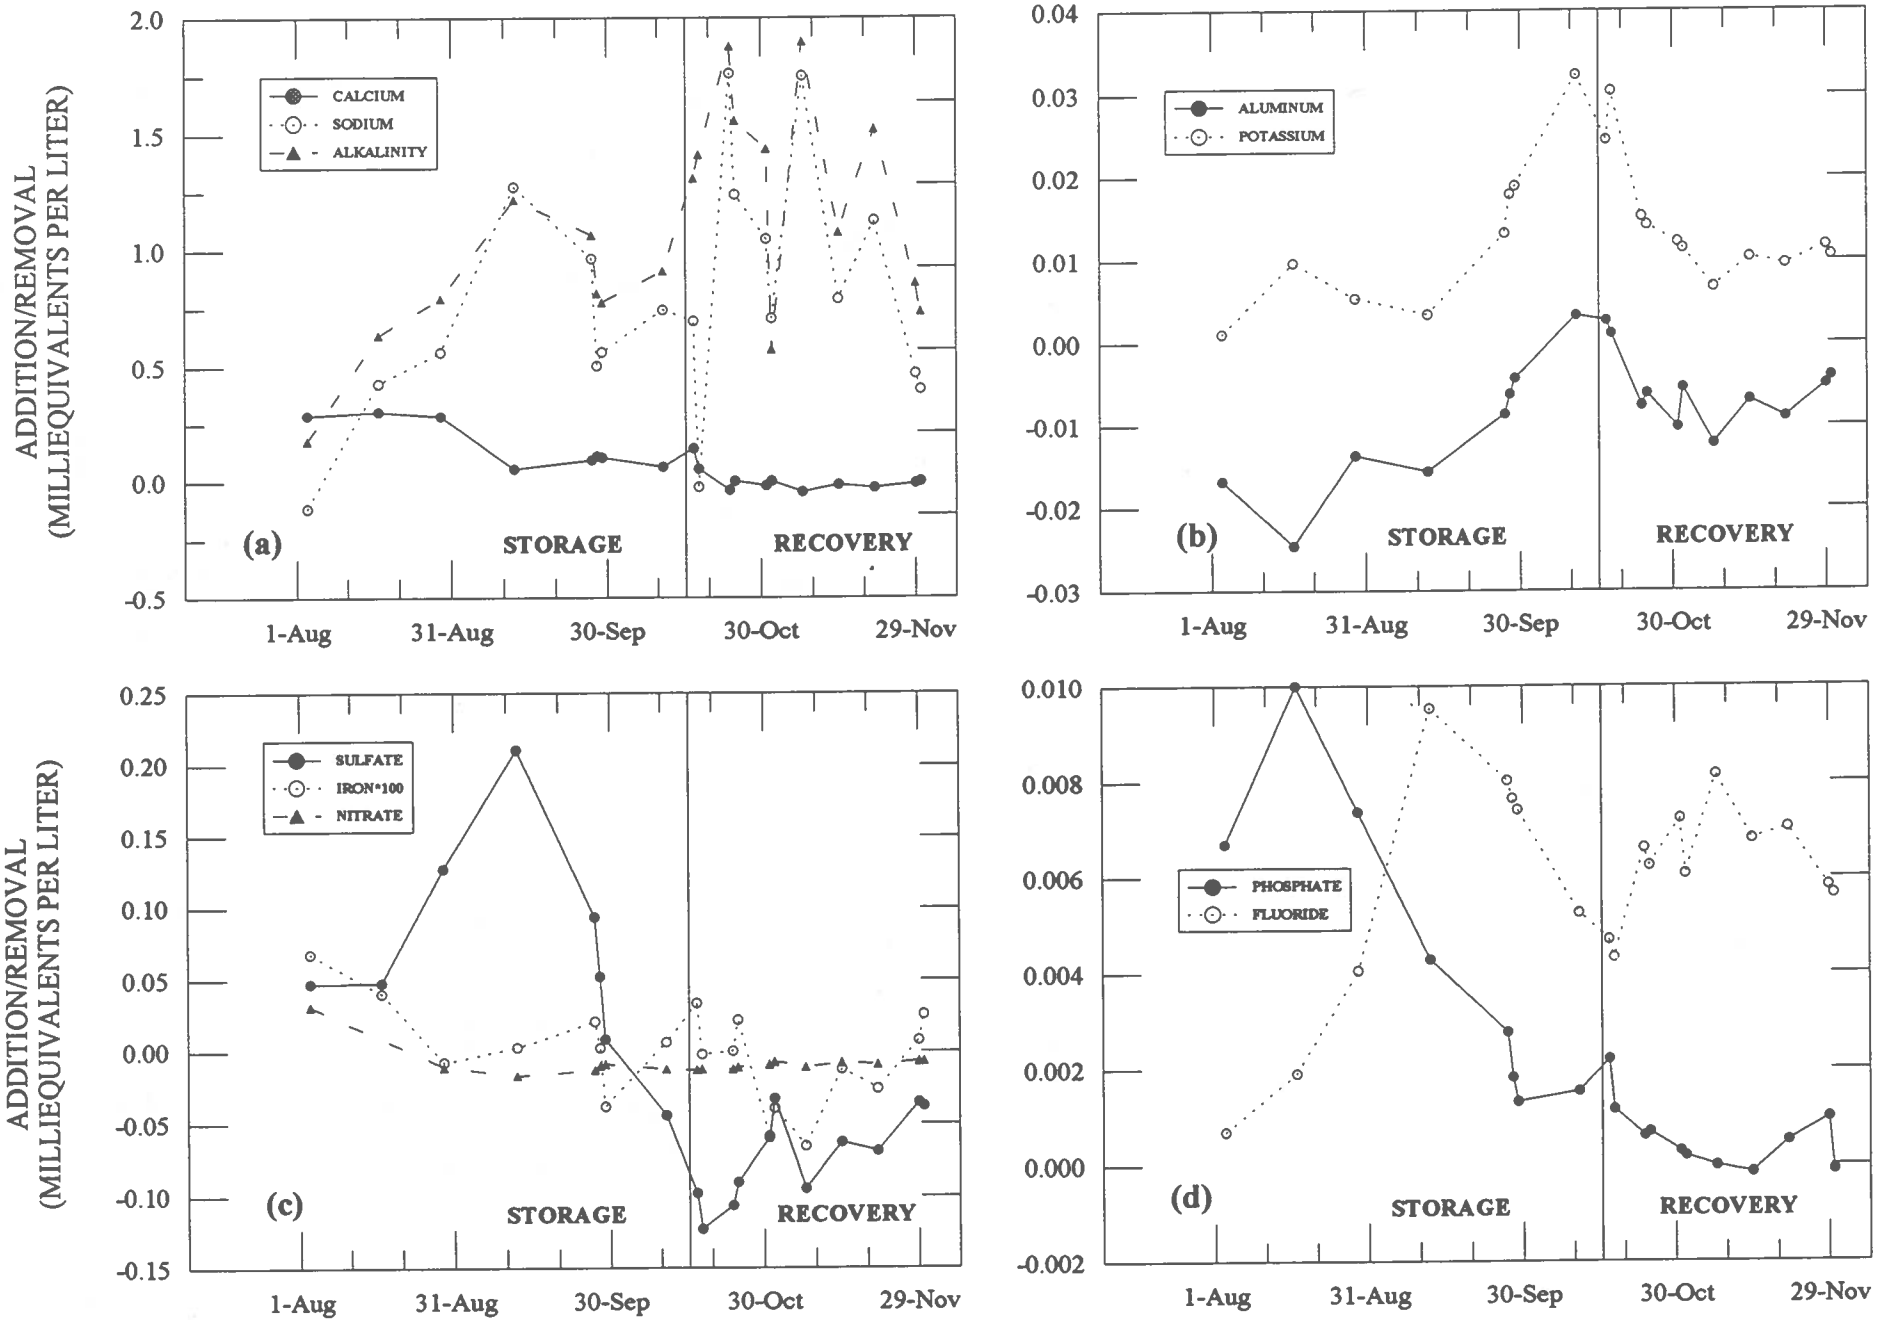 ADDITION/REMOVAL
(MILLIEQUIVALENTS PER LITER)
2.0
1.5
1.0
0.5
0.0
-0.5
CALCIUM
SODIUM
ALKALINITY
(a)
STORAGE
RECOVERY
1-Aug
31-Aug
30-Sep
30-Oct
29-Nov
0.04
0.03
0.02
0.01
0.00
-0.01
-0.02
-0.03
ALUMINUM
POTASSIUM
(b)
STORAGE
RECOVERY
1-Aug
31-Aug
30-Sep
30-Oct
29-Nov
ADDITION/REMOVAL
(MILLIEQUIVALENTS PER LITER)
0.25
0.20
0.15
0.10
0.05
0.00
-0.05
-0.10
-0.15
SULFATE
IRON*100
NITRATE
(c)
STORAGE
RECOVERY
1-Aug
31-Aug
30-Sep
30-Oct
29-Nov
0.010
0.008
0.006
0.004
0.002
0.000
-0.002
PHOSPHATE
FLUORIDE
(d)
STORAGE
RECOVERY
1-Aug
31-Aug
30-Sep
30-Oct
29-Nov